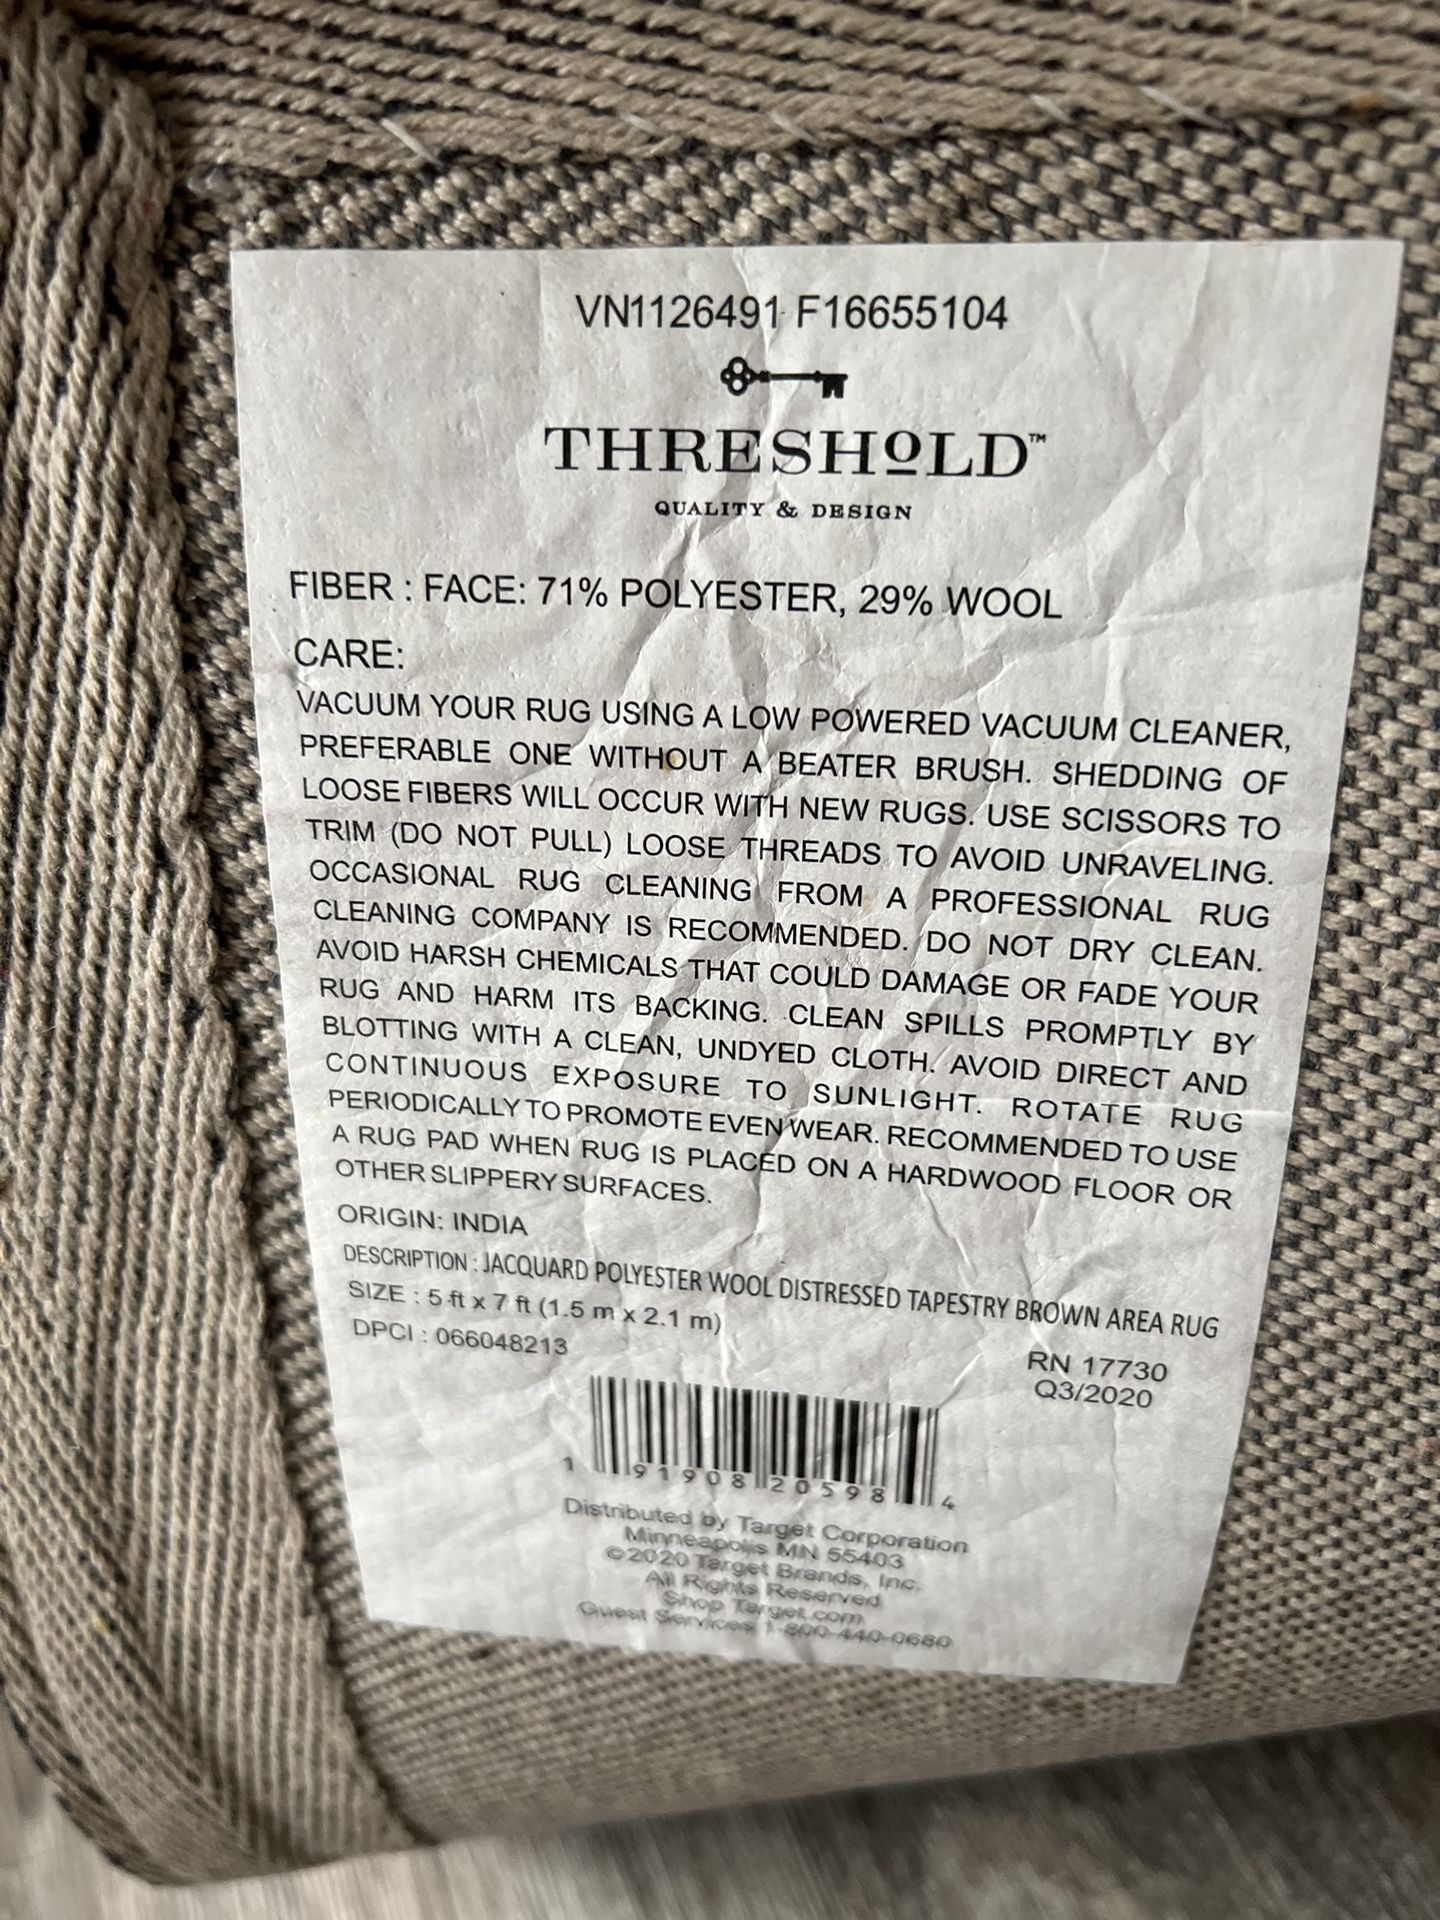 VN1126491 F16655104
THRESHOLD™
QUALITY & DESIGN
FIBER : FACE: 71% POLYESTER, 29% WOOL
CARE:
VACUUM YOUR RUG USING A LOW POWERED VACUUM CLEANER,
PREFERABLE ONE WITHOUT A BEATER BRUSH. SHEDDING OF
LOOSE FIBERS WILL OCCUR WITH NEW RUGS. USE SCISSORS TO
TRIM (DO NOT PULL) LOOSE THREADS TO AVOID UNRAVELING.
OCCASIONAL RUG CLEANING FROM A PROFESSIONAL RUG
CLEANING COMPANY IS RECOMMENDED. DO NOT DRY CLEAN.
AVOID HARSH CHEMICALS THAT COULD DAMAGE OR FADE YOUR
RUG AND HARM ITS BACKING. CLEAN SPILLS PROMPTLY BY
BLOTTING WITH A CLEAN, UNDYED CLOTH. AVOID DIRECT AND
CONTINUOUS EXPOSURE TO SUNLIGHT. ROTATE RUG
PERIODICALLY TO PROMOTE EVEN WEAR. RECOMMENDED TO USE
A RUG PAD WHEN RUG IS PLACED ON A HARDWOOD FLOOR OR
OTHER SLIPPERY SURFACES.
ORIGIN: INDIA
DESCRIPTION : JACQUARD POLYESTER WOOL DISTRESSED TAPESTRY BROWN AREA RUG
SIZE : 5 ft x 7 ft (1.5 m x 2.1 m)
DPCI : 066048213
RN 17730
Q3/2020
1 91908 20598 4
Distributed by Target Corporation
Minneapolis MN 55403
©2020 Target Brands, Inc.
All Rights Reserved
Shop Target.com
Guest Services 1-800-440-0680